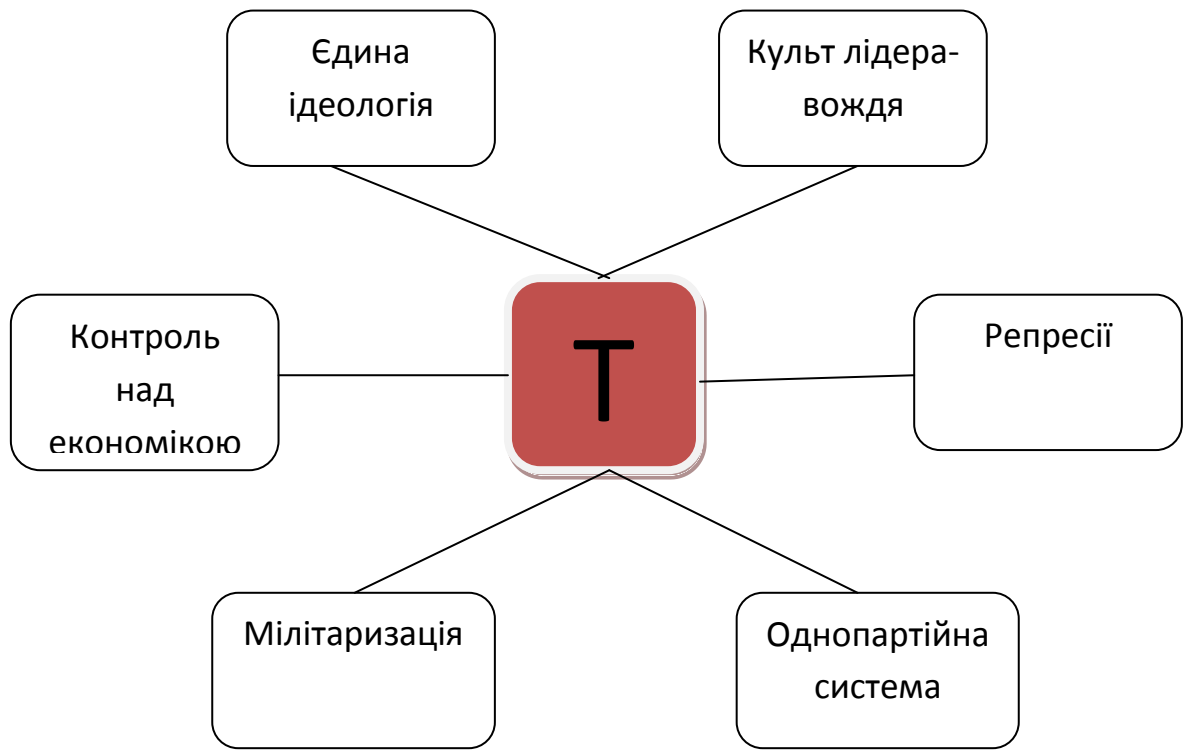 Єдина
ідеологія
Культ лідера-
вождя
Контроль
над
економікою
Т
Репресії
Мілітаризація
Однопартійна
система